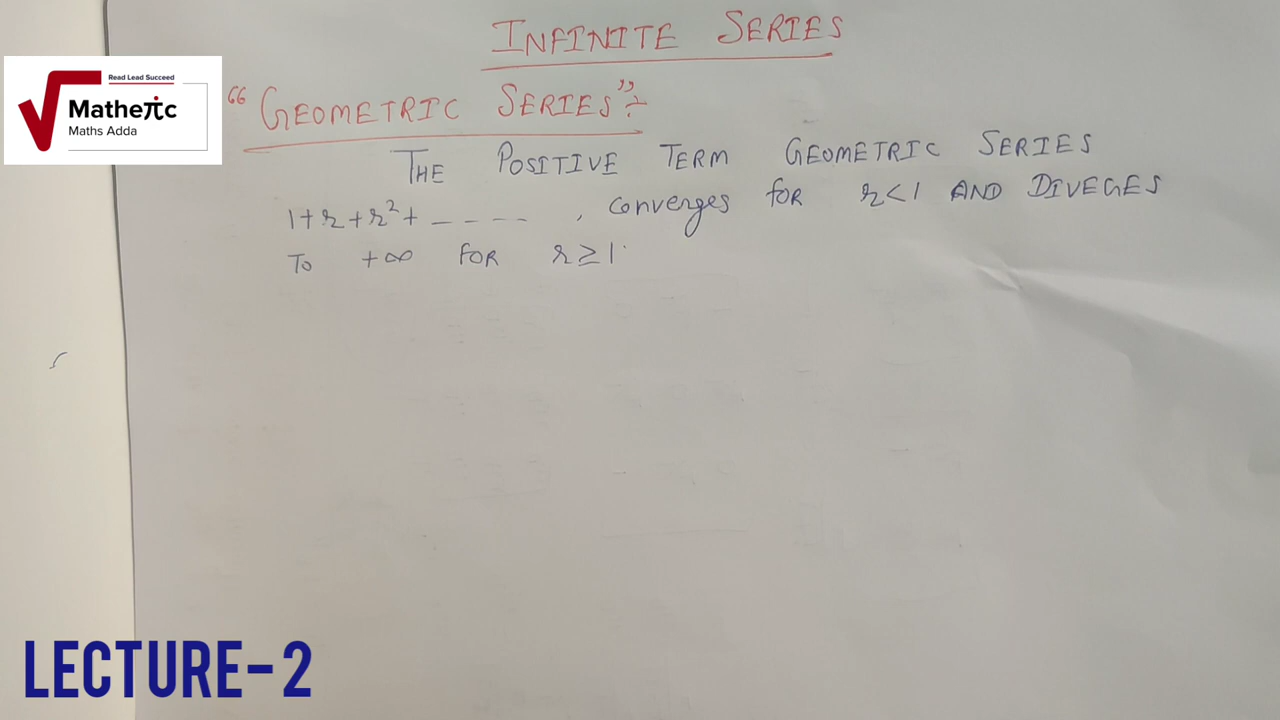 INFINITE SERIES
Read Lead Succeed
Matheπc
Maths Adda
“GEOMETRIC SERIES” ÷
THE POSITIVE TERM GEOMETRIC SERIES
1+r+r²+ _ _ _ _ , converges for r<1 AND DIVEGES
To +∞ FOR r≥1.
LECTURE-2